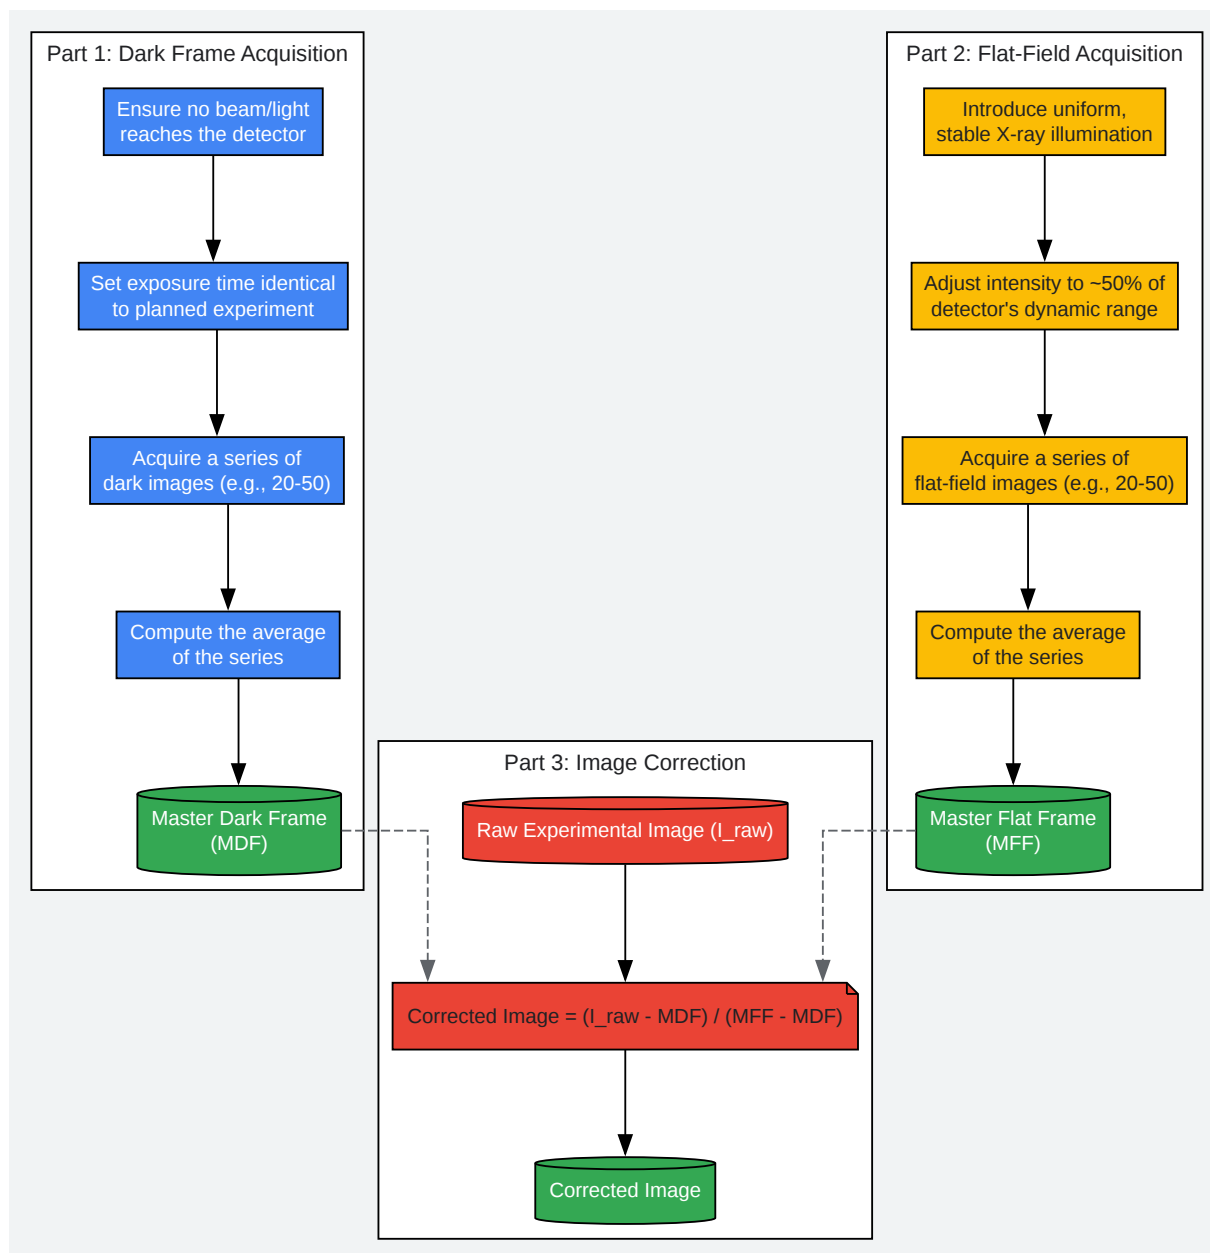 Part 1: Dark Frame Acquisition
Ensure no beam/light
reaches the detector
Set exposure time identical
to planned experiment
Acquire a series of
dark images (e.g., 20-50)
Compute the average
of the series
Master Dark Frame
(MDF)
Part 2: Flat-Field Acquisition
Introduce uniform,
stable X-ray illumination
Adjust intensity to ~50% of
detector's dynamic range
Acquire a series of
flat-field images (e.g., 20-50)
Compute the average
of the series
Master Flat Frame
(MFF)
Part 3: Image Correction
Raw Experimental Image (I_raw)
Corrected Image = (I_raw - MDF) / (MFF - MDF)
Corrected Image